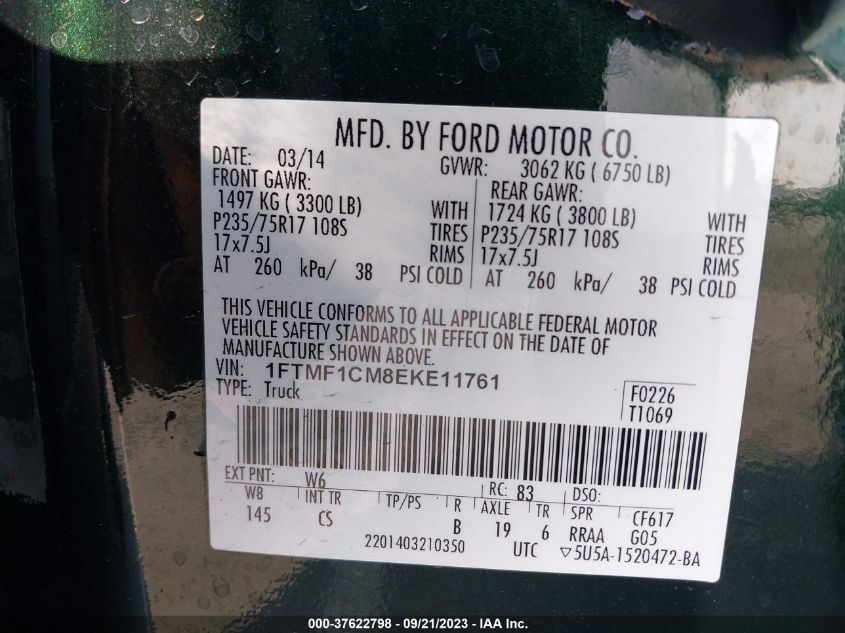 MFD. BY FORD MOTOR CO.
DATE: 03/14 GVWR: 3062 KG ( 6750 LB)
FRONT GAWR: REAR GAWR:
1497 KG ( 3300 LB) WITH 1724 KG ( 3800 LB) WITH
P235/75R17 108S TIRES P235/75R17 108S TIRES
17x7.5J RIMS 17x7.5J RIMS
AT 260 kPa/ 38 PSI COLD AT 260 kPa/ 38 PSI COLD
THIS VEHICLE CONFORMS TO ALL APPLICABLE FEDERAL MOTOR
VEHICLE SAFETY STANDARDS IN EFFECT ON THE DATE OF
MANUFACTURE SHOWN ABOVE.
VIN: 1FTMF1CM8EKE11761
TYPE: Truck
F0226
T1069
EXT PNT: W6 RC: 83 DSO:
WB INT TR TP/PS R AXLE TR SPR CF617
145 CS B 19 6 RRAA G05
2201403210350 UTC ▽5U5A-1520472-BA
000-37622798 - 09/21/2023 - IAA Inc.